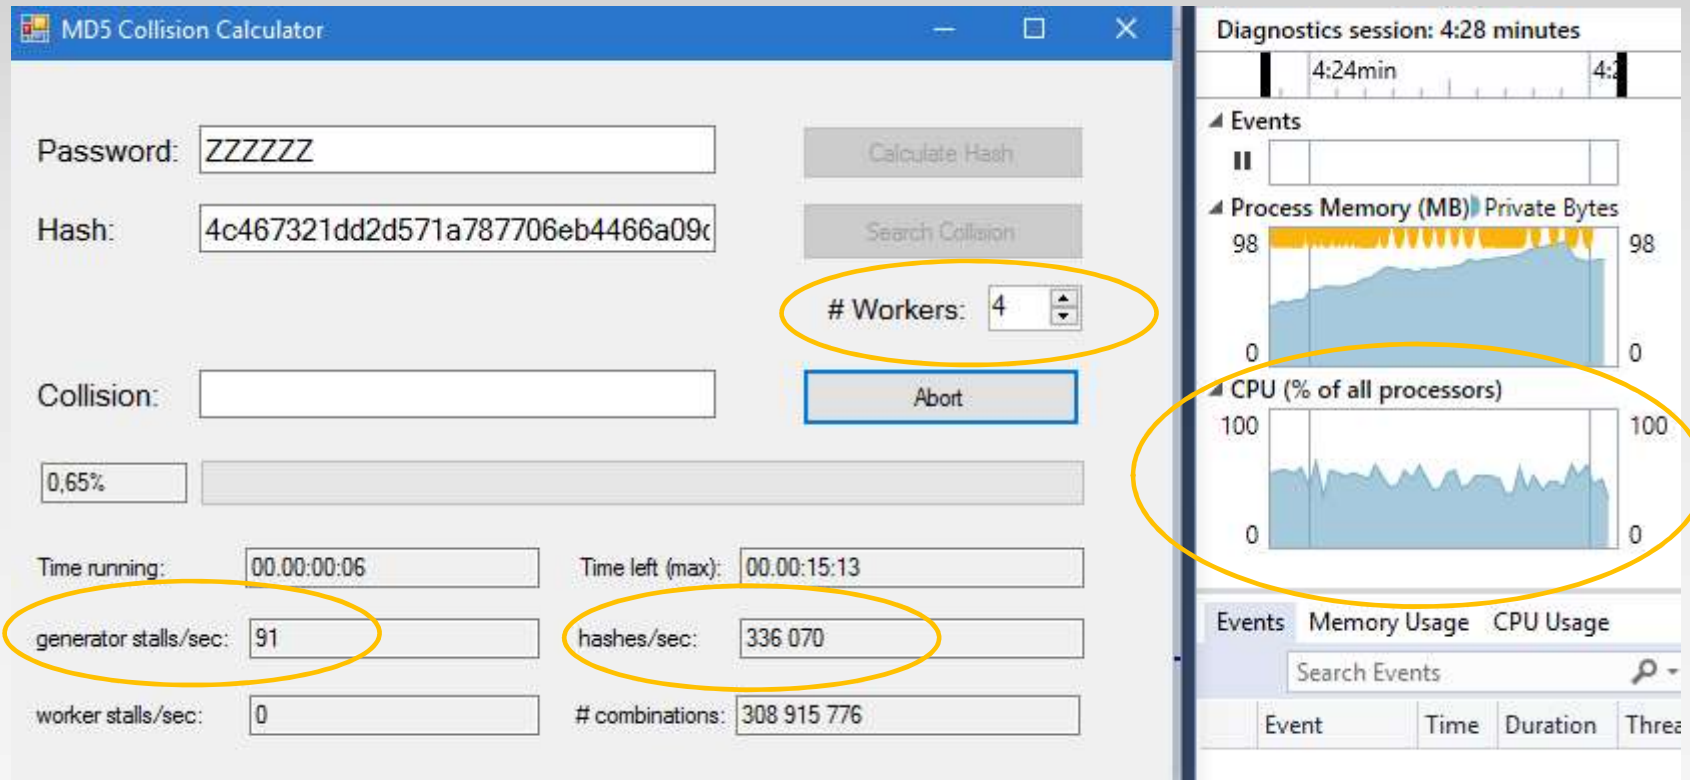 MD5 Collision Calculator
Password: ZZZZZZ
Calculate Hash
Hash: 4c467321dd2d571a787706eb4466a09
Search Collision
# Workers: 4
Collision:
Abort
0,65%
Time running: 00.00:00:06
Time left (max): 00.00:15:13
generator stalls/sec: 91
hashes/sec: 336 070
worker stalls/sec: 0
# combinations: 308 915 776
Diagnostics session: 4:28 minutes
4:24min 4:2
Events
Process Memory (MB) Private Bytes
98 98
0 0
CPU (% of all processors)
100 100
0 0
Events Memory Usage CPU Usage
Search Events
Event Time Duration Threa